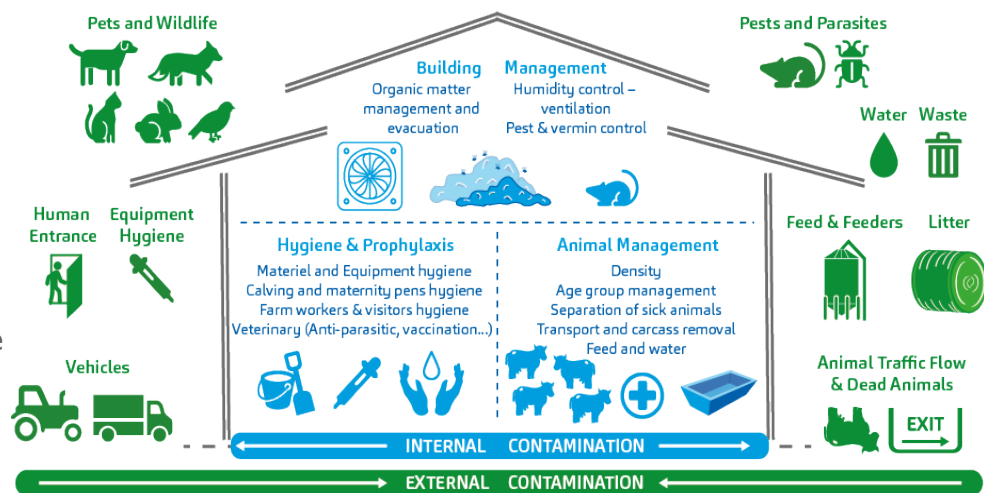 Pets and Wildlife
Pests and Parasites
Building Management
Organic matter
management and
evacuation
Humidity control –
ventilation
Pest & vermin control
Water
Waste
Human
Entrance
Equipment
Hygiene
Feed & Feeders
Litter
Hygiene & Prophylaxis
Materiel and Equipment hygiene
Calving and maternity pens hygiene
Farm workers & visitors hygiene
Veterinary (Anti-parasitic, vaccination...)
Animal Management
Density
Age group management
Separation of sick animals
Transport and carcass removal
Feed and water
e
Vehicles
Animal Traffic Flow
& Dead Animals
EXIT
INTERNAL CONTAMINATION
EXTERNAL CONTAMINATION